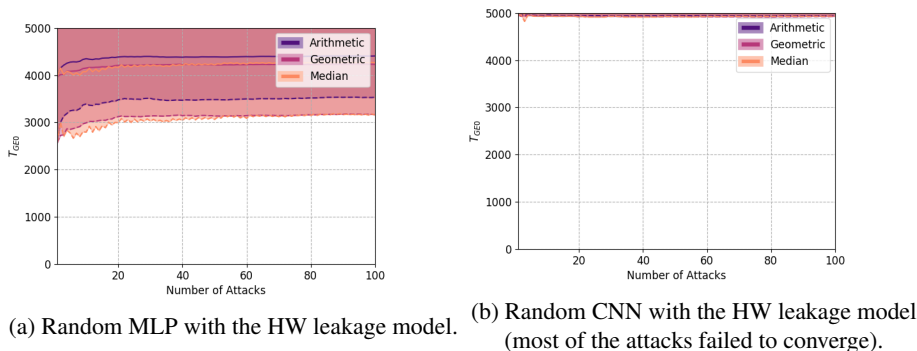 5000
4000
3000
2000
1000
0
T_GE0
20
40
60
80
100
Number of Attacks
Arithmetic
Geometric
Median
(a) Random MLP with the HW leakage model.
5000
4000
3000
2000
1000
0
T_GE0
20
40
60
80
100
Number of Attacks
Arithmetic
Geometric
Median
(b) Random CNN with the HW leakage model
(most of the attacks failed to converge).